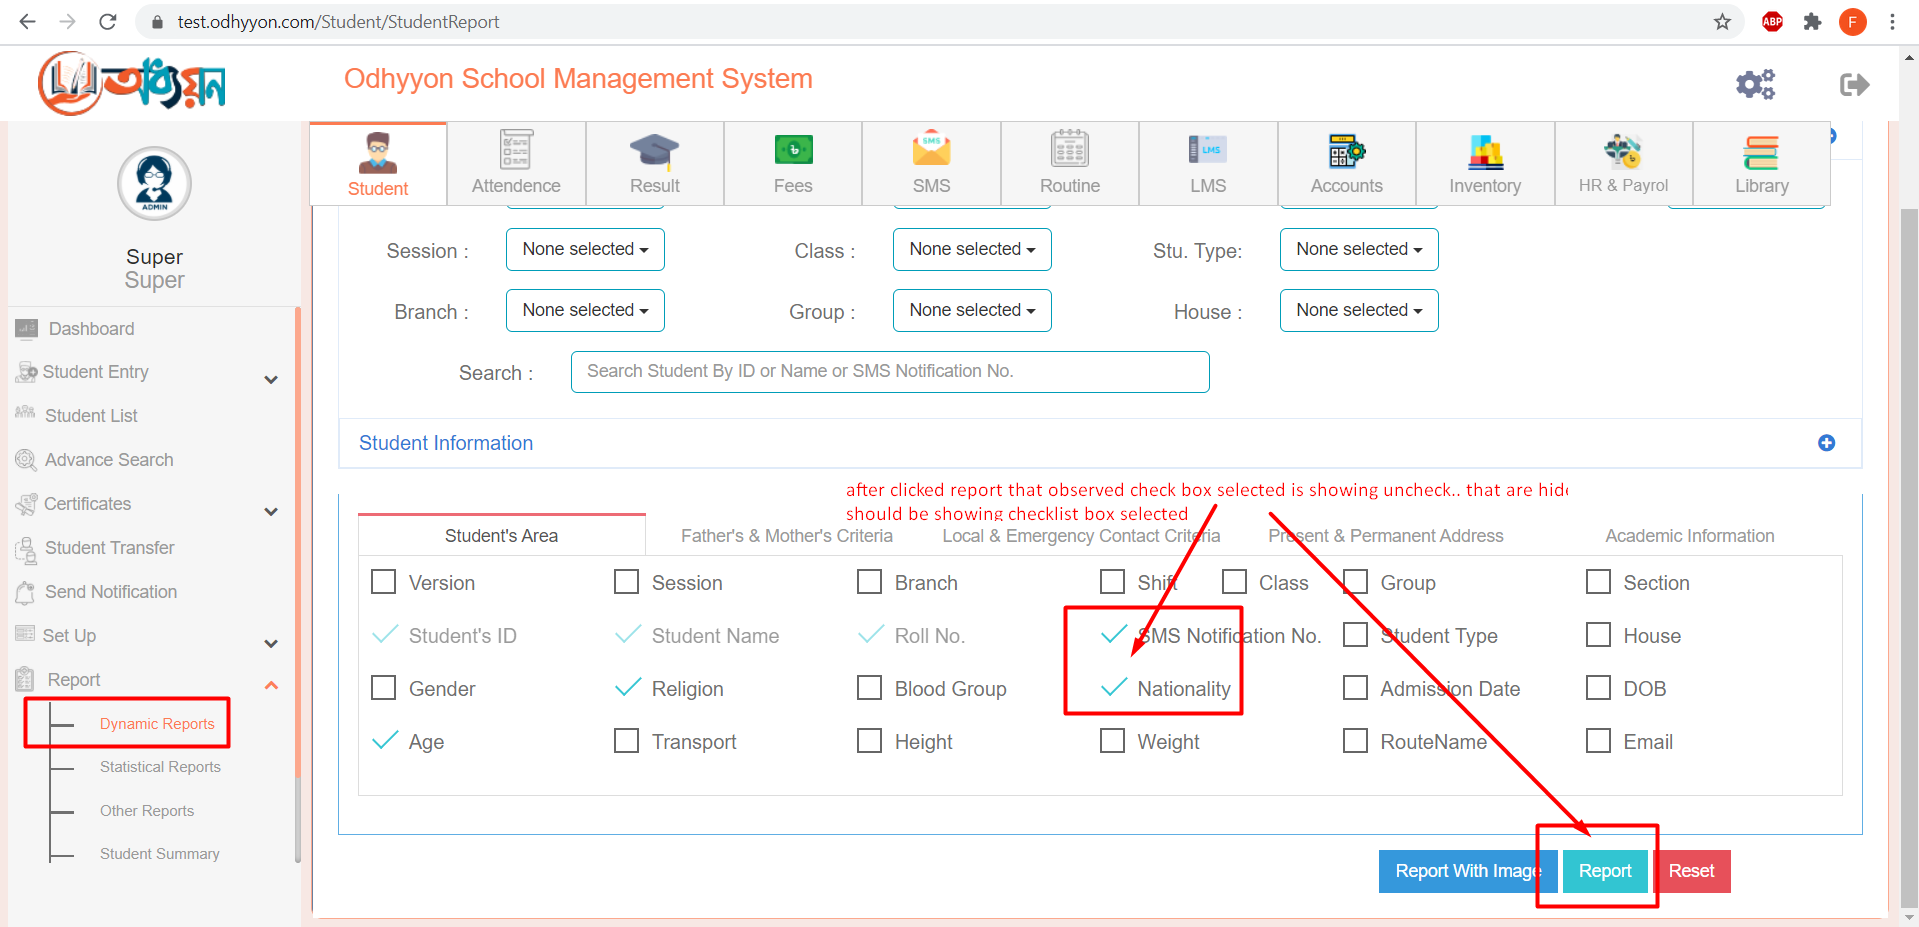 test.odhyyon.com/Student/StudentReport
ABP
F
অধ্যয়ন
Odhyyon School Management System
ADMIN
Super
Super
Student
Attendence
Result
Fees
SMS
SMS
Routine
LMS
LMS
Accounts
Inventory
HR & Payrol
Library
Dashboard
Student Entry
Student List
Advance Search
Certificates
Student Transfer
Send Notification
Set Up
Report
Dynamic Reports
Statistical Reports
Other Reports
Student Summary
Session : None selected Class : None selected Stu. Type: None selected
Branch : None selected Group : None selected House : None selected
Search : Search Student By ID or Name or SMS Notification No.
Student Information
after clicked report that observed check box selected is showing uncheck.. that are hide
should be showing checklist box selected
Student's Area Father's & Mother's Criteria Local & Emergency Contact Criteria Present & Permanent Address Academic Information
Version Session Branch Shift Class Group Section
Student's ID Student Name Roll No. SMS Notification No. Student Type House
Gender Religion Blood Group Nationality Admission Date DOB
Age Transport Height Weight RouteName Email
Report With Image Report Reset